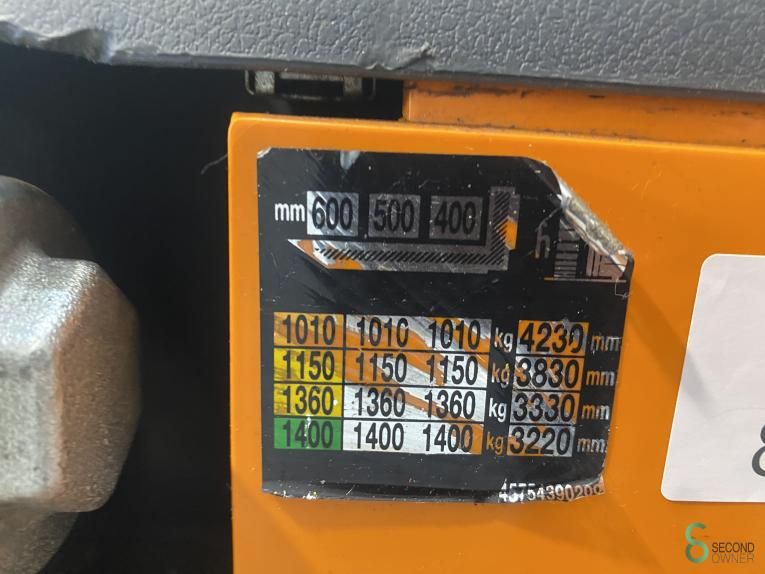 mm 600 500 400
h
1010 1010 1010 kg 4230 mm
1150 1150 1150 kg 3830 mm
1360 1360 1360 kg 3330 mm
1400 1400 1400 kg 3220 mm
SECOND
OWNER